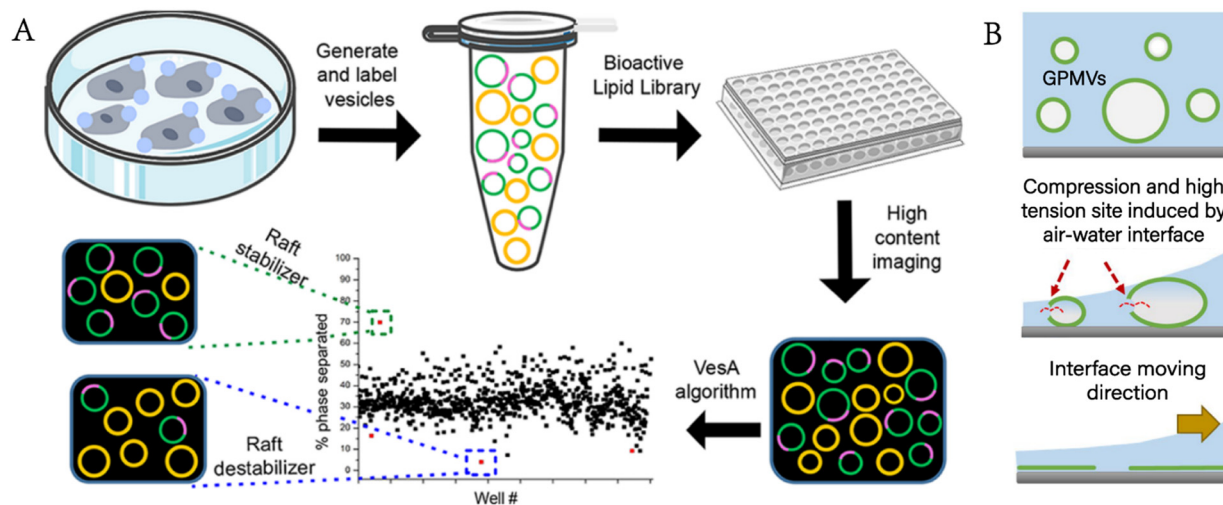 A
Generate
and label
vesicles
Bioactive
Lipid Library
High
content
imaging
VesA
algorithm
Raft
stabilizer
Raft
destabilizer
% phase separated
100
90
80
70
60
50
40
30
20
10
0
Well #
B
GPMVs
Compression and high
tension site induced by
air-water interface
Interface moving
direction